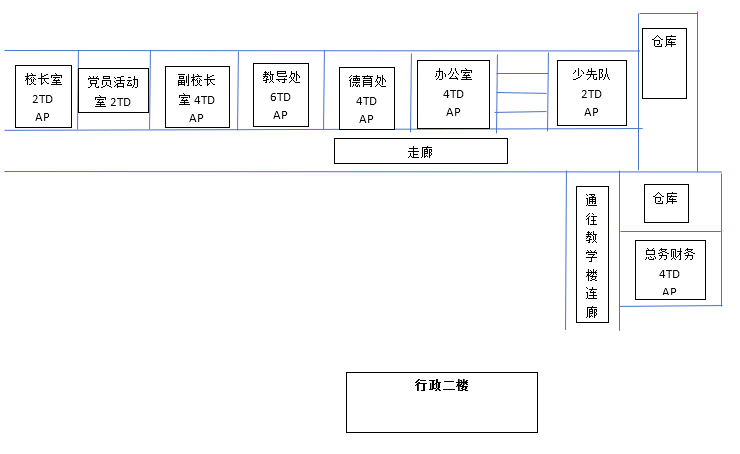 仓库
校长室
2TD
AP
党员活动
室 2TD
副校长
室 4TD
AP
教导处
6TD
AP
德育处
4TD
AP
办公室
4TD
AP
少先队
2TD
AP
走廊
通
往
教
学
楼
连
廊
仓库
总务财务
4TD
AP
行政二楼